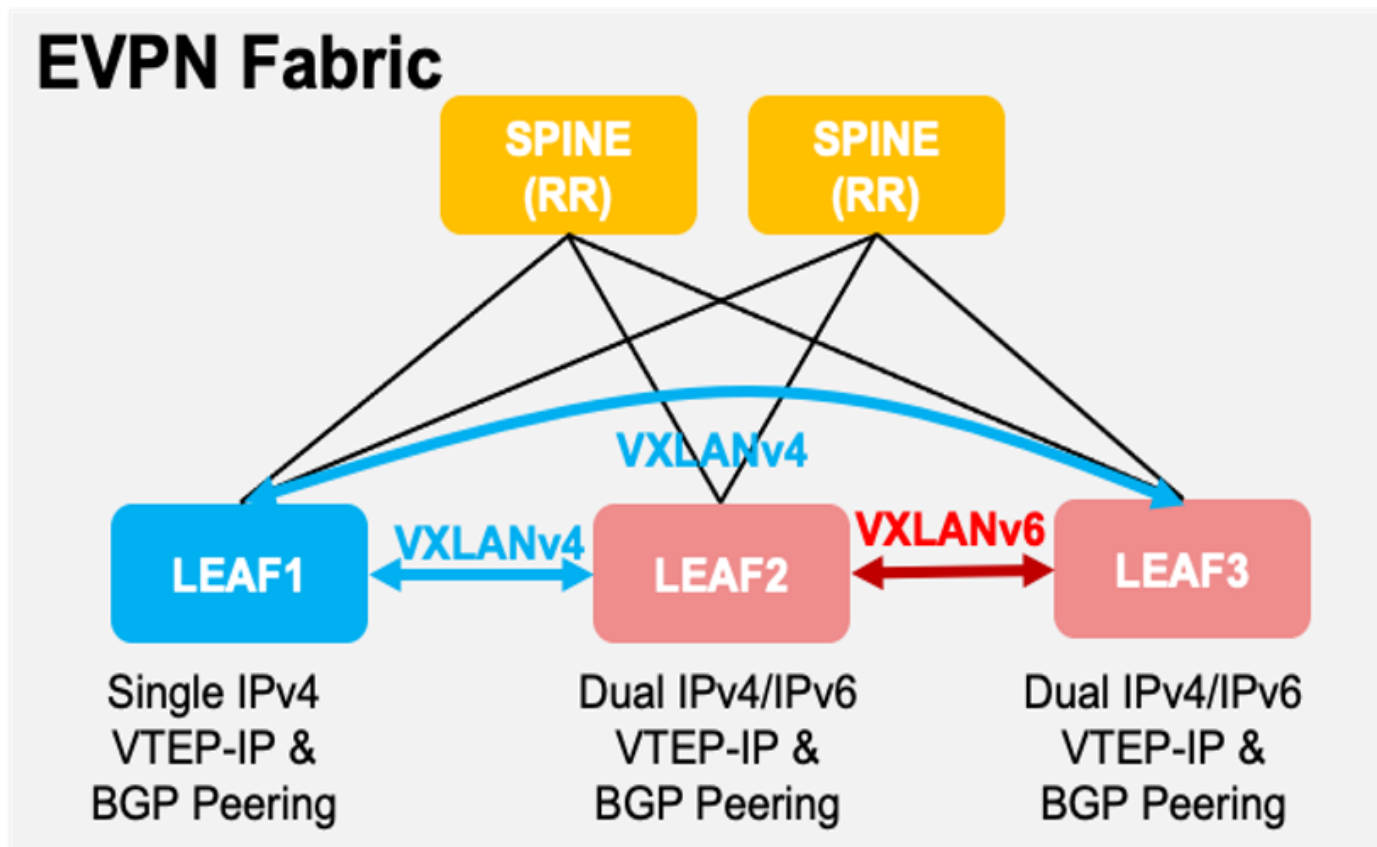 EVPN Fabric
SPINE
(RR)
SPINE
(RR)
VXLANv4
VXLANv4
VXLANv6
LEAF1
LEAF2
LEAF3
Single IPv4
VTEP-IP &
BGP Peering
Dual IPv4/IPv6
VTEP-IP &
BGP Peering
Dual IPv4/IPv6
VTEP-IP &
BGP Peering